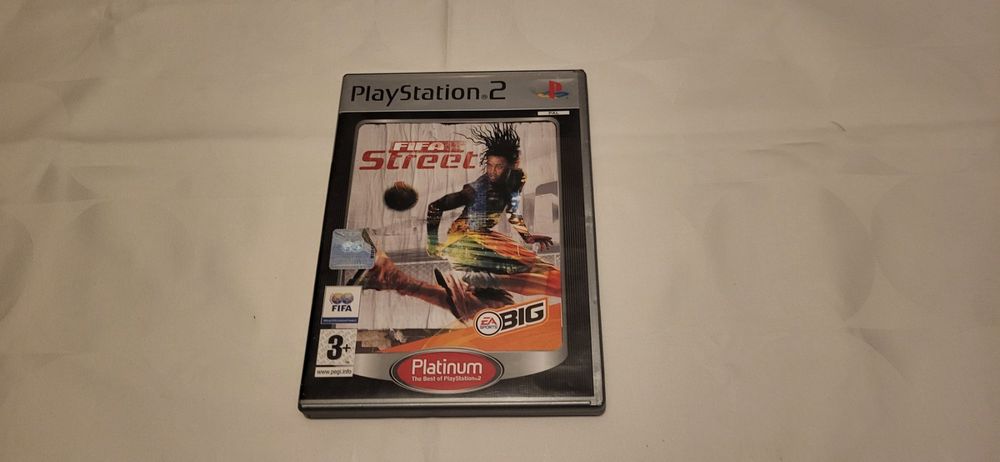 PlayStation®2
PAL
FIFA
Street
FIFA
EA
SPORTS
BIG
3+
www.pegi.info
Platinum
The Best of PlayStation®2